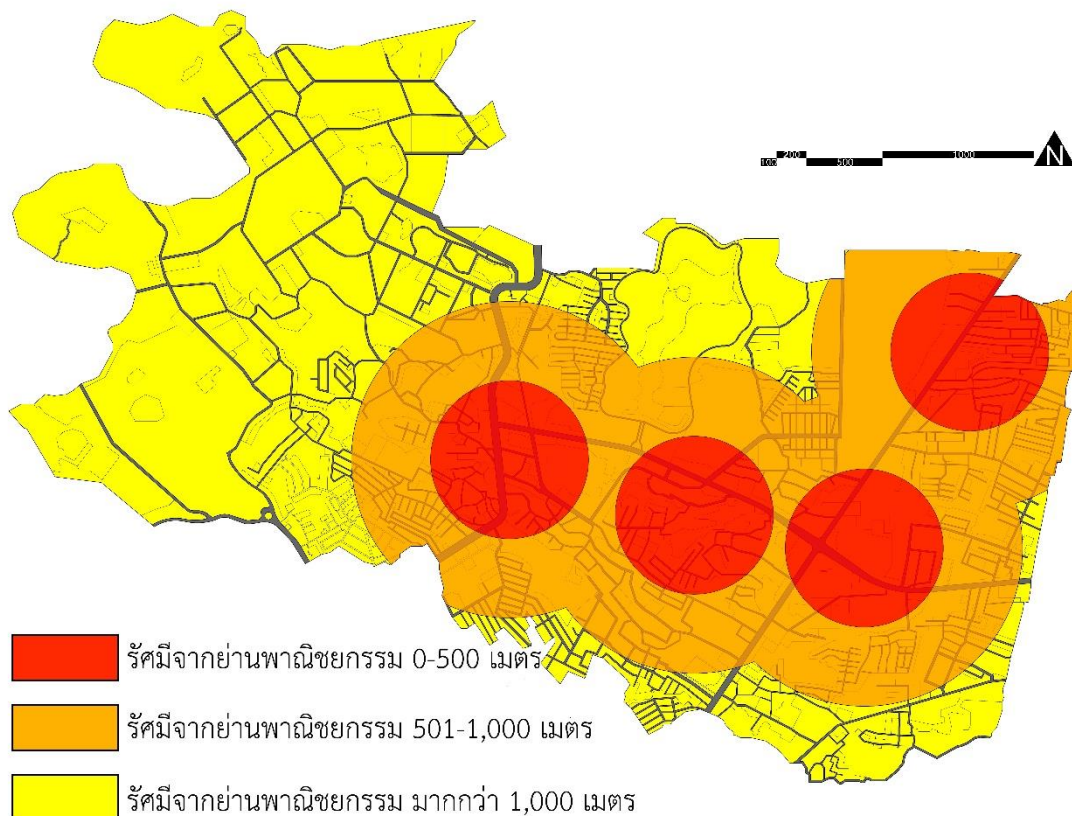 N
100 200 500 1000
รัศมีจากย่านพาณิชยกรรม 0-500 เมตร
รัศมีจากย่านพาณิชยกรรม 501-1,000 เมตร
รัศมีจากย่านพาณิชยกรรม มากกว่า 1,000 เมตร